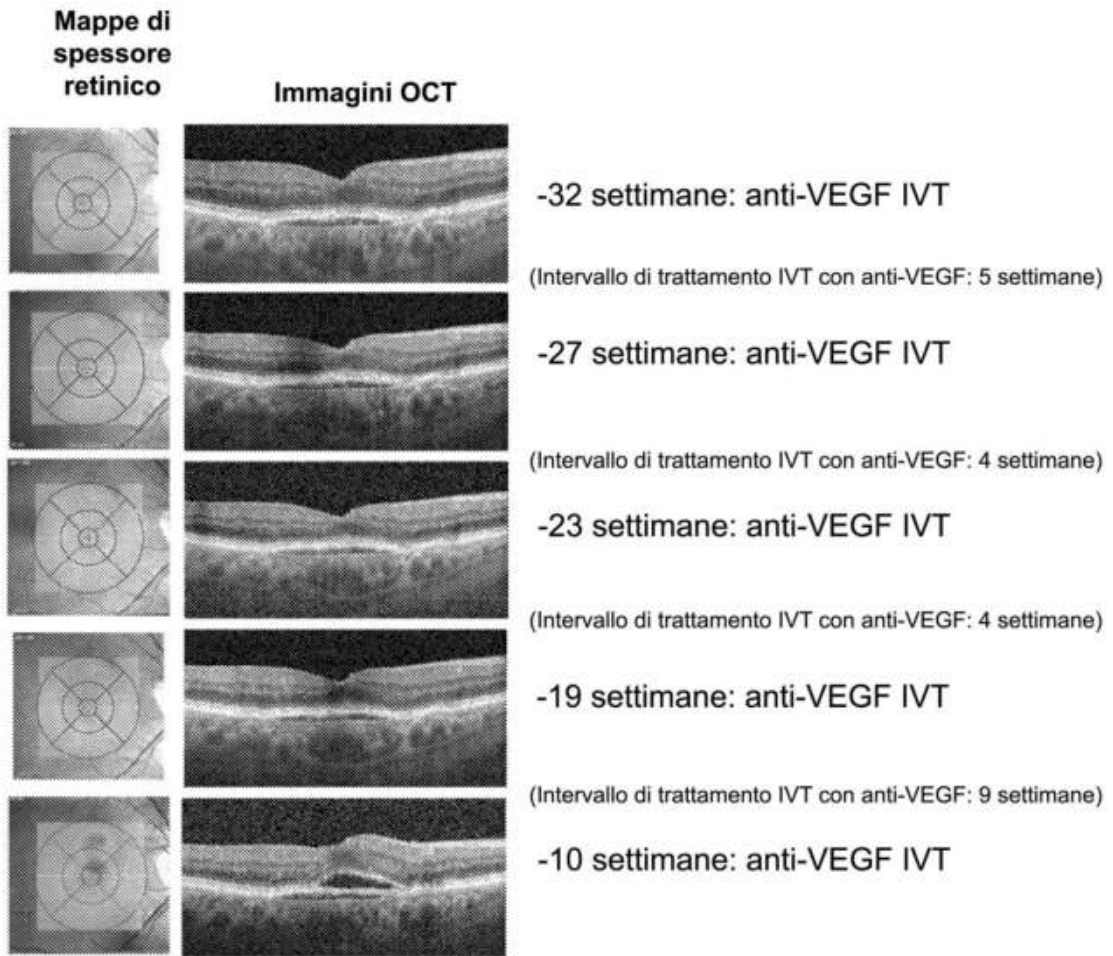 Mappe di
spessore
retinico
Immagini OCT
-32 settimane: anti-VEGF IVT
(Intervallo di trattamento IVT con anti-VEGF: 5 settimane)
-27 settimane: anti-VEGF IVT
(Intervallo di trattamento IVT con anti-VEGF: 4 settimane)
-23 settimane: anti-VEGF IVT
(Intervallo di trattamento IVT con anti-VEGF: 4 settimane)
-19 settimane: anti-VEGF IVT
(Intervallo di trattamento IVT con anti-VEGF: 9 settimane)
-10 settimane: anti-VEGF IVT